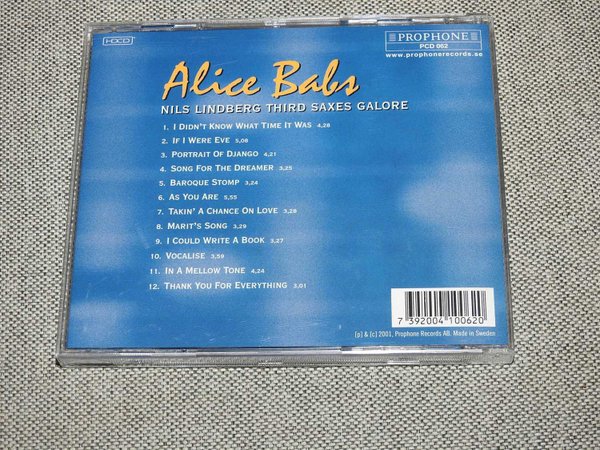 HDCD
PROPHONE
PCD 062
www.prophonerecords.se
Alice Babs
NILS LINDBERG THIRD SAXES GALORE
1. I DIDN'T KNOW WHAT TIME IT WAS 4,28
2. IF I WERE EVE 5,08
3. PORTRAIT OF DJANGO 4,21
4. SONG FOR THE DREAMER 3,25
5. BAROQUE STOMP 3,24
6. AS YOU ARE 5,55
7. TAKIN' A CHANCE ON LOVE 3,28
8. MARIT'S SONG 3,29
9. I COULD WRITE A BOOK 3,27
10. VOCALISE 3,59
11. IN A MELLOW TONE 4,24
12. THANK YOU FOR EVERYTHING 3,01
7 392004 100620
(p) & (c) 2001, Prophone Records AB. Made in Sweden